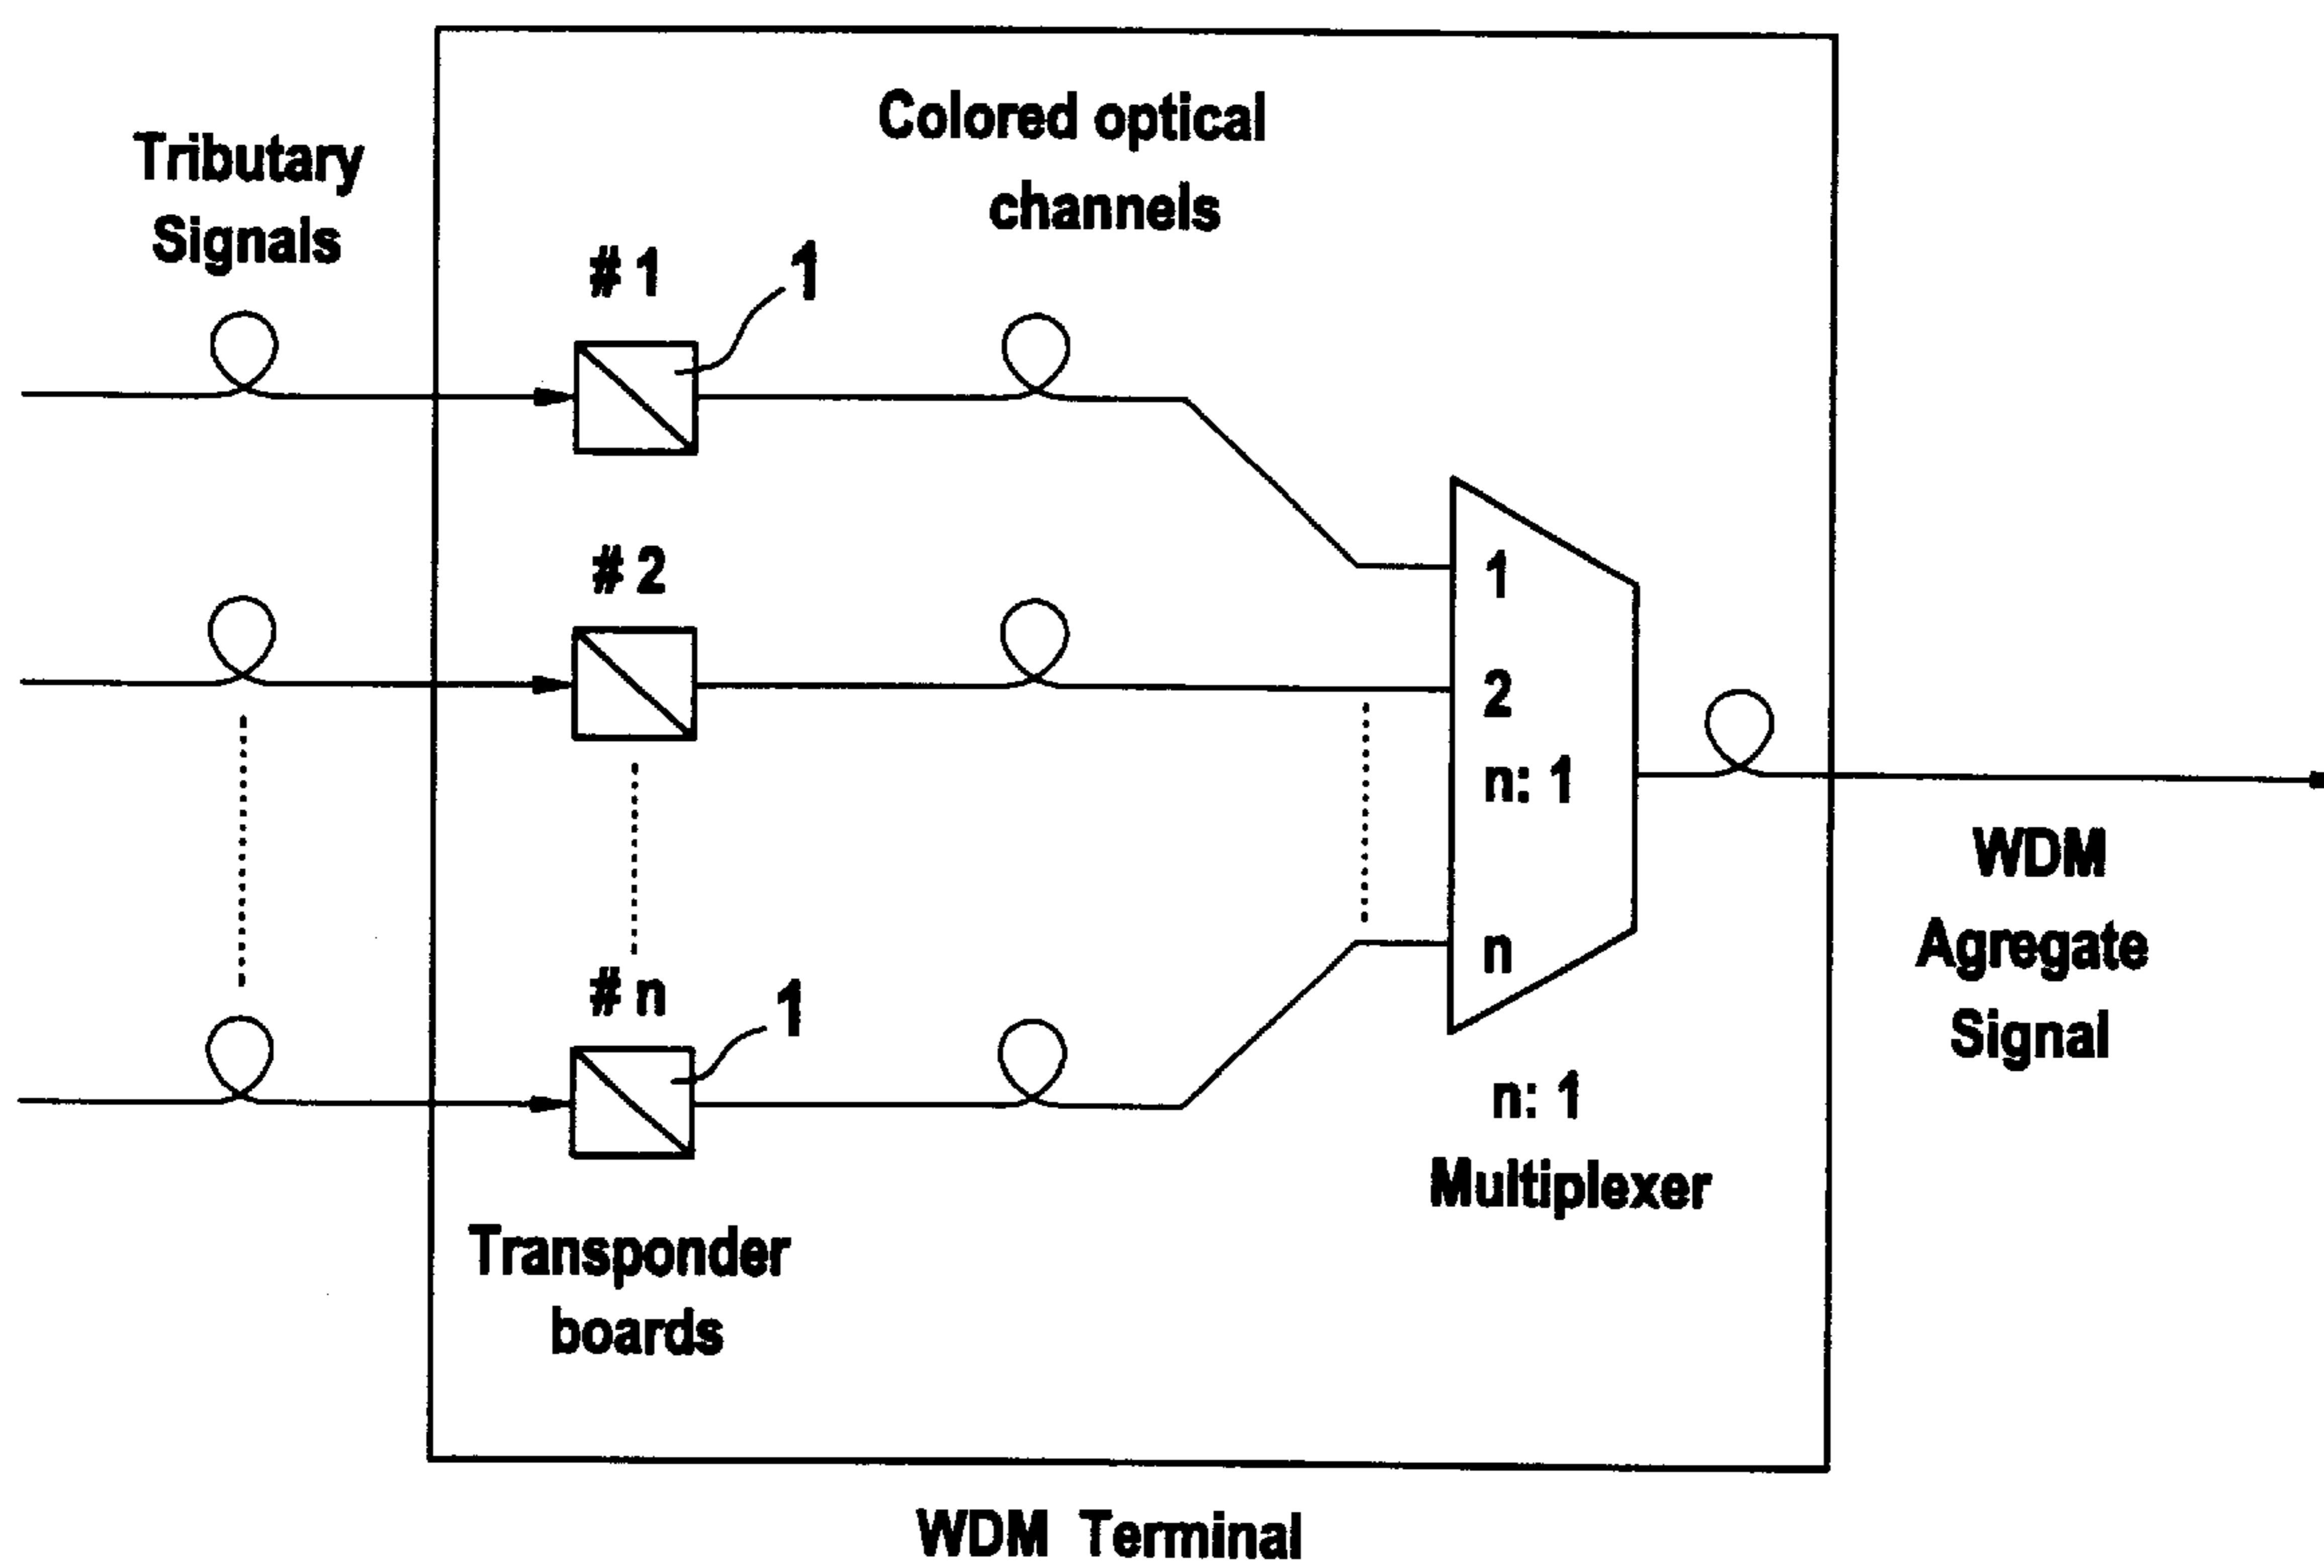 Colored optical
channels
Tributary
Signals
# 1
1
# 2
1
2
n: 1
n
WDM
Agregate
Signal
# n
1
n: 1
Multiplexer
Transponder
boards
WDM Terminal